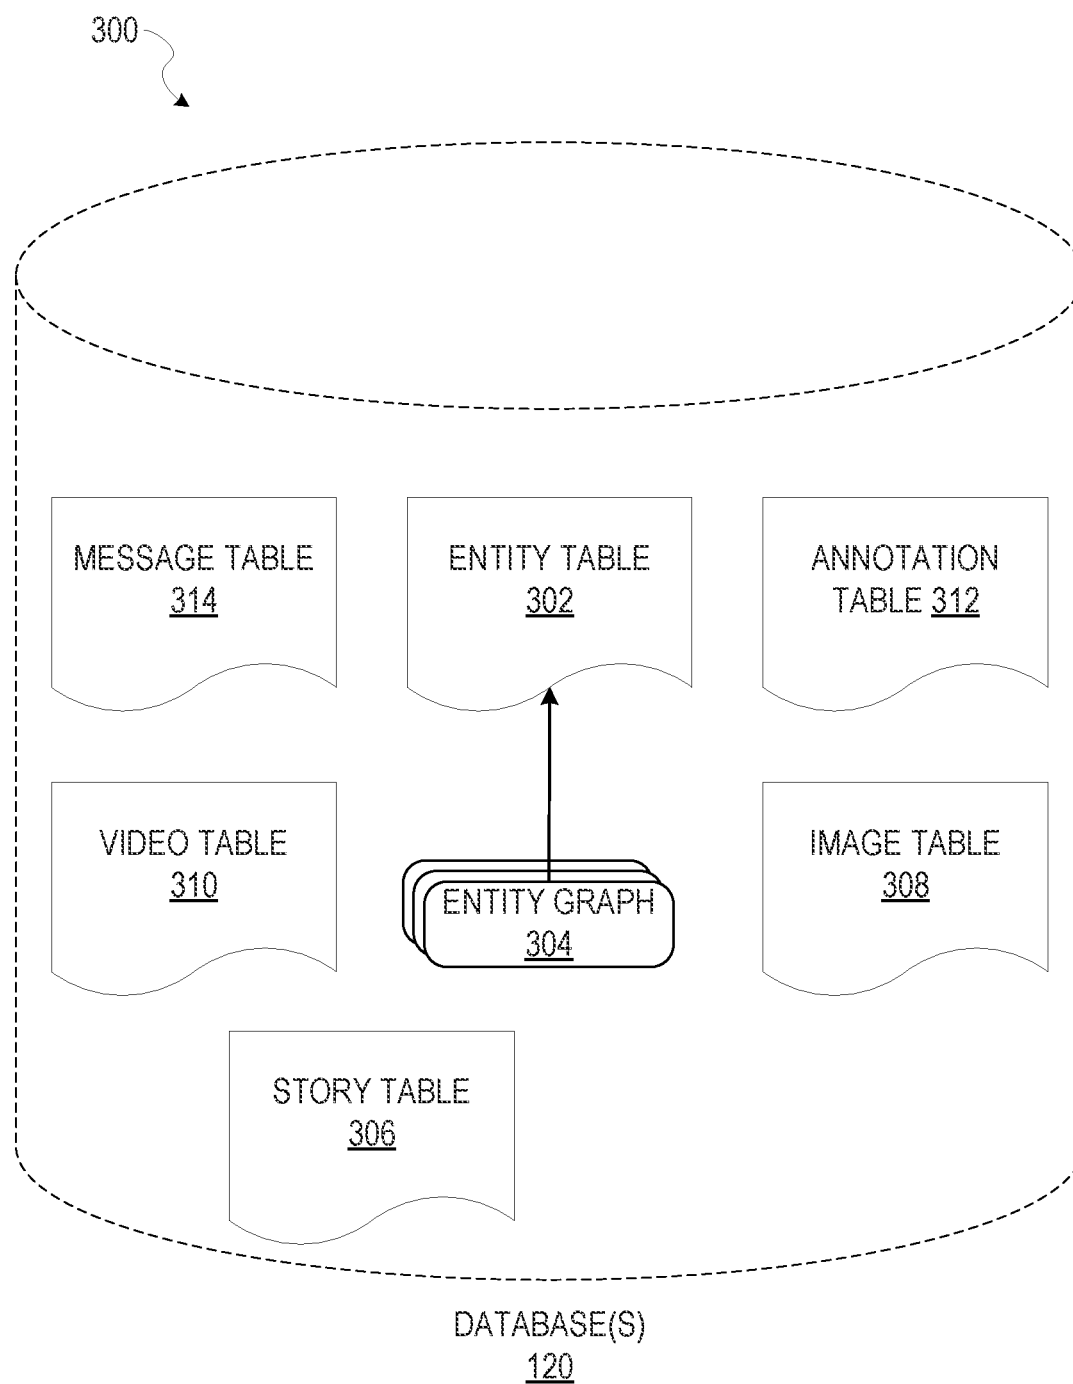 300
MESSAGE TABLE
314
ENTITY TABLE
302
ANNOTATION
TABLE 312
VIDEO TABLE
310
ENTITY GRAPH
304
IMAGE TABLE
308
STORY TABLE
306
DATABASE(S)
120